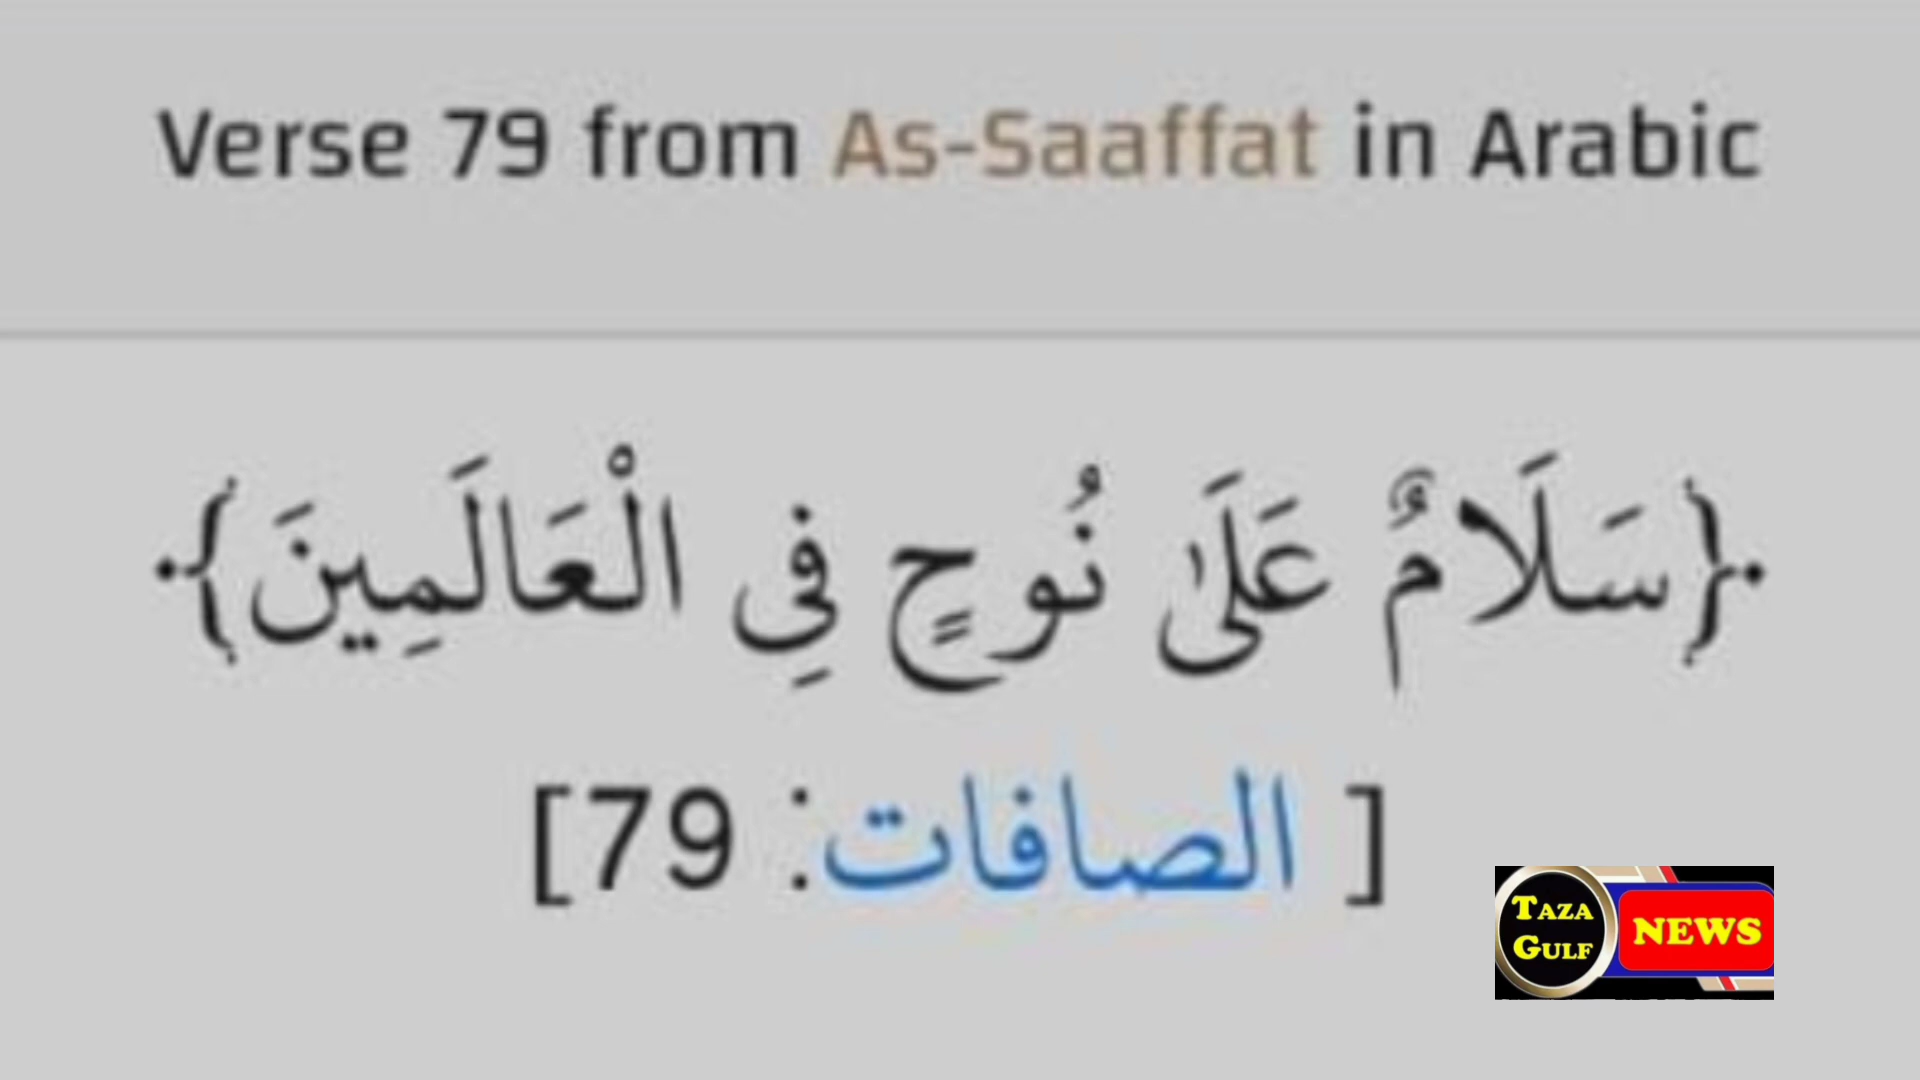 Verse 79 from As-Saaffat in Arabic
﴿سَلَامٌ عَلَىٰ نُوحٍ فِي الْعَالَمِينَ﴾
[ الصافات: 79]
TAZA
GULF
NEWS